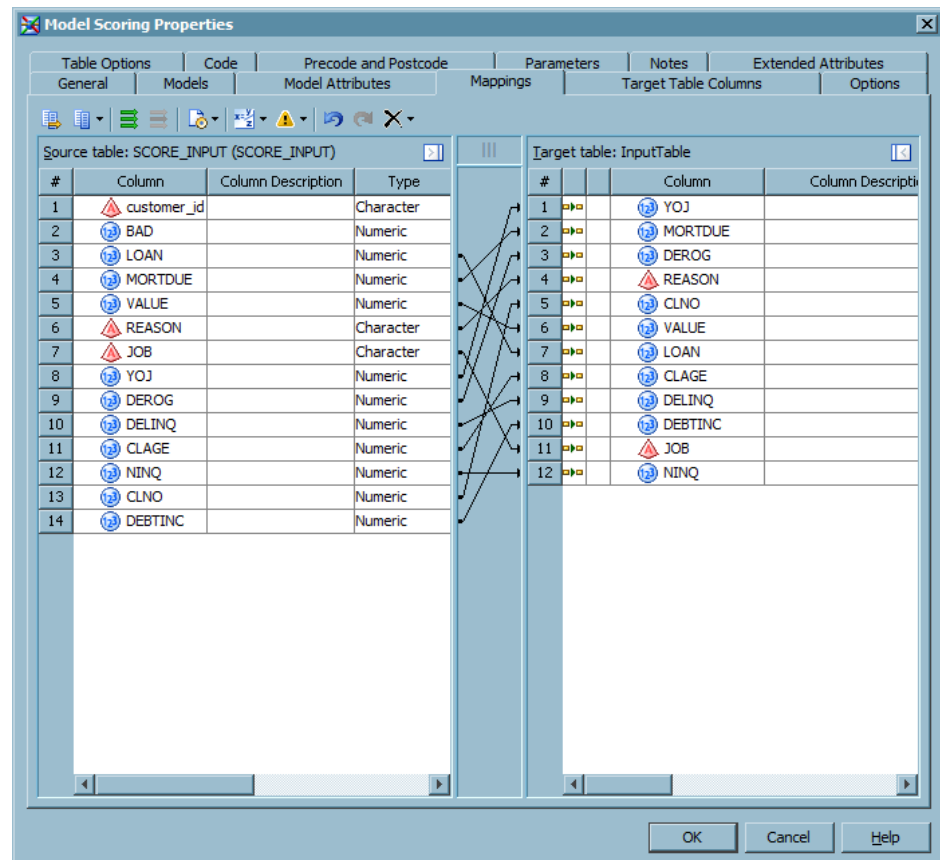 Model Scoring Properties
Table Options Code Precode and Postcode Parameters Notes Extended Attributes
General Models Model Attributes Mappings Target Table Columns Options
Source table: SCORE_INPUT (SCORE_INPUT)
# Column Column Description Type
1 customer_id Character
2 BAD Numeric
3 LOAN Numeric
4 MORTDUE Numeric
5 VALUE Numeric
6 REASON Character
7 JOB Character
8 YOJ Numeric
9 DEROG Numeric
10 DELINQ Numeric
11 CLAGE Numeric
12 NINQ Numeric
13 CLNO Numeric
14 DEBTINC Numeric
Target table: InputTable
# Column Column Descripti
1 YOJ
2 MORTDUE
3 DEROG
4 REASON
5 CLNO
6 VALUE
7 LOAN
8 CLAGE
9 DELINQ
10 DEBTINC
11 JOB
12 NINQ
OK Cancel Help